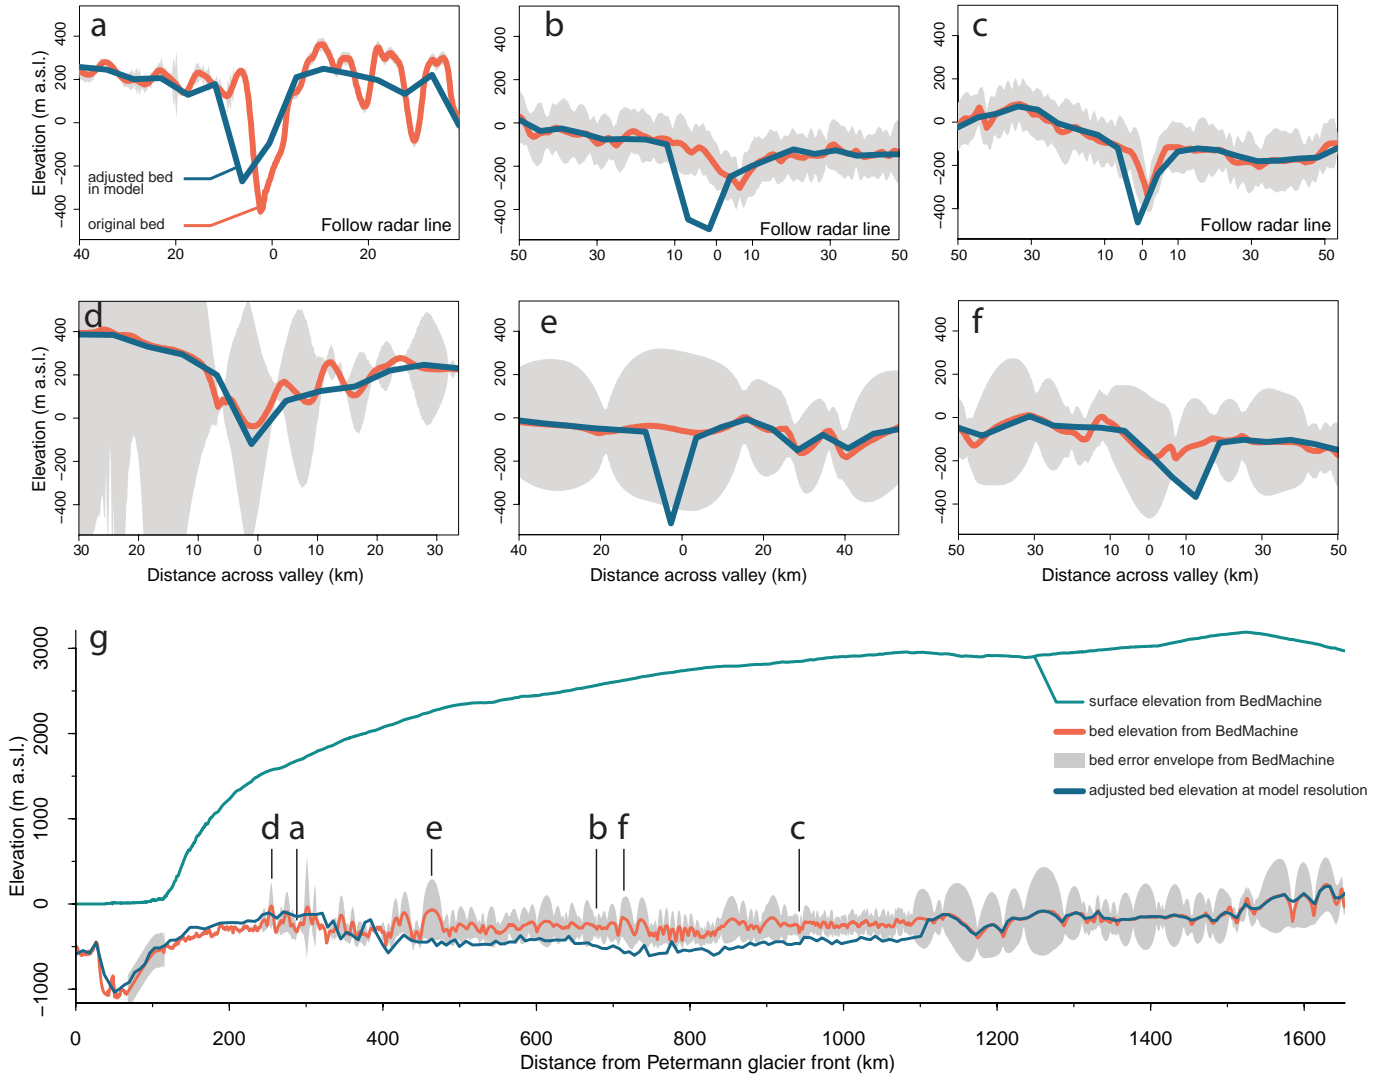 a
Elevation (m a.s.l.)
400
200
0
−200
−400
adjusted bed
in model
original bed
Follow radar line
40
20
0
20
b
400
200
0
−200
−400
Follow radar line
50
30
10
0
10
30
50
c
400
200
0
−200
−400
50
30
10
10
30
50
d
Elevation (m a.s.l.)
400
200
0
−200
−400
30
20
10
0
10
20
30
Distance across valley (km)
e
400
200
0
−200
−400
40
20
0
20
40
Distance across valley (km)
f
400
200
0
−200
−400
50
30
10
0
10
30
50
Distance across valley (km)
g
Elevation (m a.s.l.)
3000
2000
1000
0
−1000
surface elevation from BedMachine
bed elevation from BedMachine
bed error envelope from BedMachine
adjusted bed elevation at model resolution
d a e b f c
0 200 400 600 800 1000 1200 1400 1600
Distance from Petermann glacier front (km)